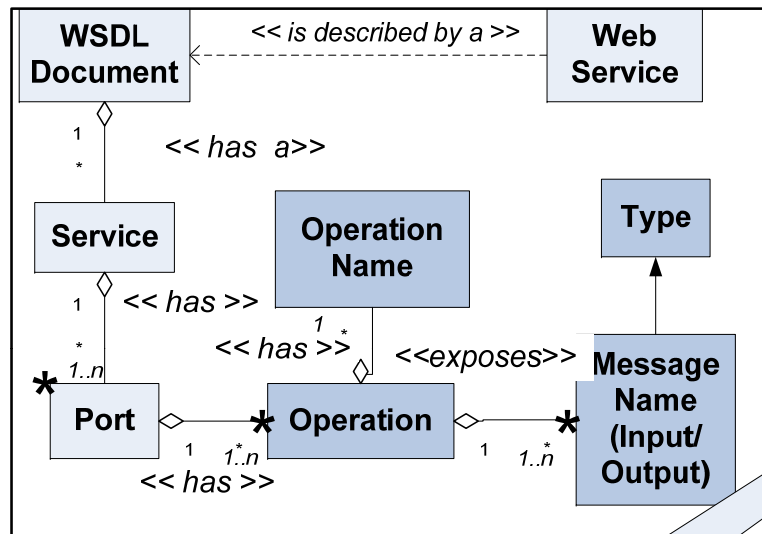 WSDL
Document
<< is described by a >>
Web
Service
1
*
<< has a>>
Service
Operation
Name
Type
1
*
<< has >>
1..n
*
1
*
<< has >>
<<exposes>>
Port
*
Operation
*
Message
Name
(Input/
Output)
1
*
1..n
1
*
1..n
<< has >>